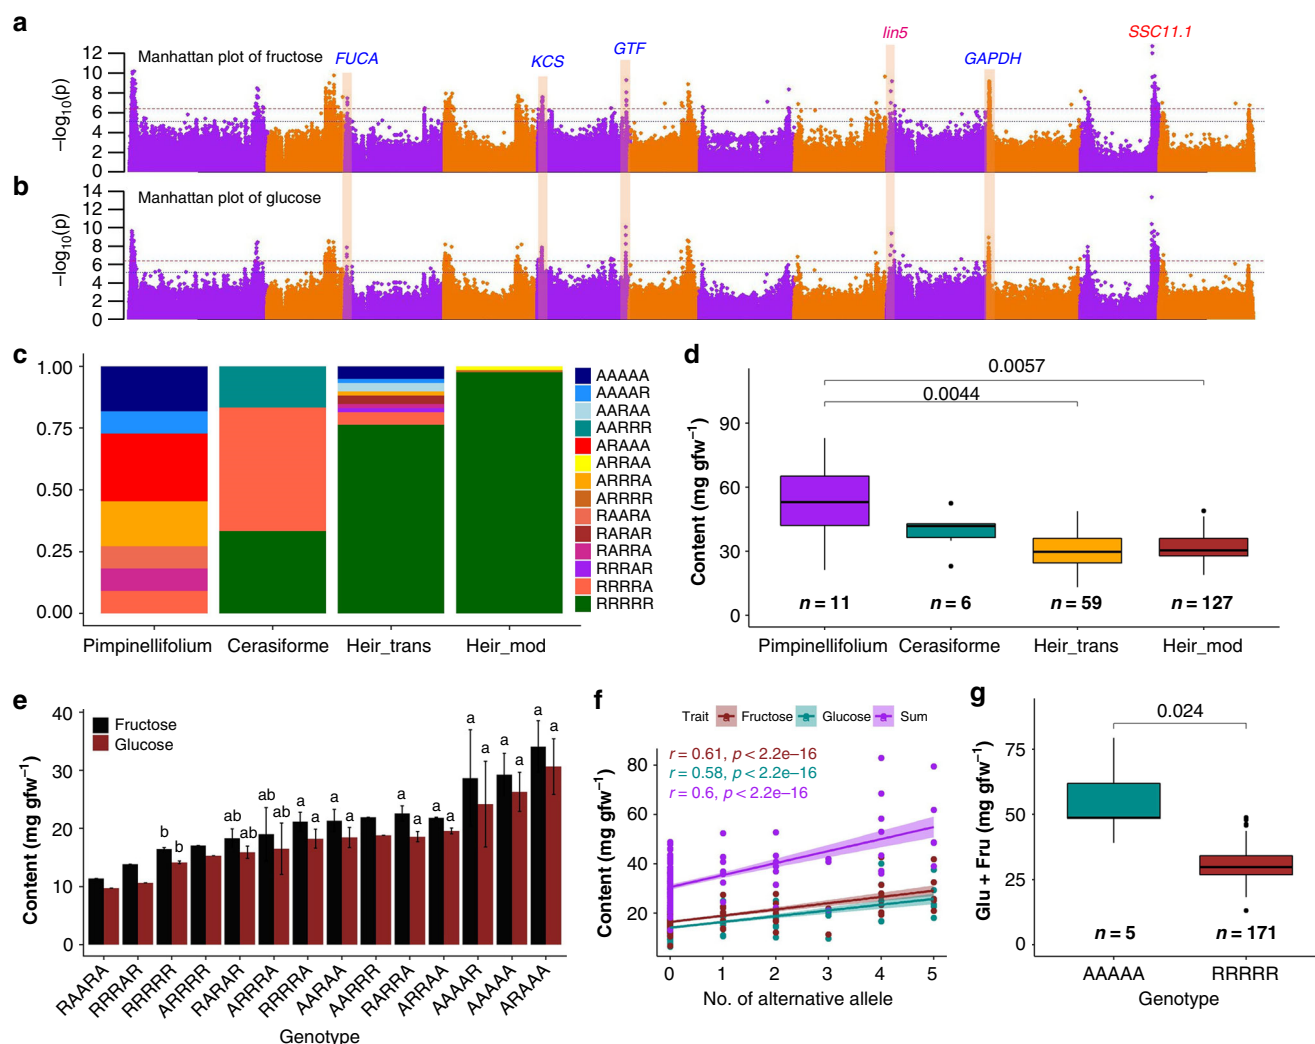 a
Manhattan plot of fructose
FUCA
KCS
GTF
lin5
GAPDH
SSC11.1
−log10(p)
12
10
8
6
4
2
0
b
Manhattan plot of glucose
−log10(p)
14
12
10
8
6
4
2
0
c
1.00
0.75
0.50
0.25
0.00
Pimpinellifolium
Cerasiforme
Heir_trans
Heir_mod
AAAAA
AAAAR
AARAA
AARRR
ARAAA
ARRAA
ARRRA
ARRRR
RAARA
RARAR
RARRA
RRRAR
RRRRA
RRRRR
d
Content (mg gfw−1)
90
60
30
0
0.0057
0.0044
n = 11
n = 6
n = 59
n = 127
Pimpinellifolium
Cerasiforme
Heir_trans
Heir_mod
e
Content (mg gfw−1)
40
30
20
10
0
Fructose
Glucose
b
b
ab
ab
ab
ab
a
a
a
a
a
a
a
a
a
a
a
a
a
a
RAARA
RRRAR
RRRRR
ARRRR
RARAR
ARRRA
RRRRA
AARAA
AARRR
RARRA
ARRAA
AAAAR
AAAAA
ARAAA
Genotype
f
Trait
Fructose
Glucose
Sum
r = 0.61, p < 2.2e−16
r = 0.58, p < 2.2e−16
r = 0.6, p < 2.2e−16
Content (mg gfw−1)
80
60
40
20
0
1
2
3
4
5
No. of alternative allele
g
Glu + Fru (mg gfw−1)
75
50
25
0
0.024
n = 5
n = 171
AAAAA
RRRRR
Genotype